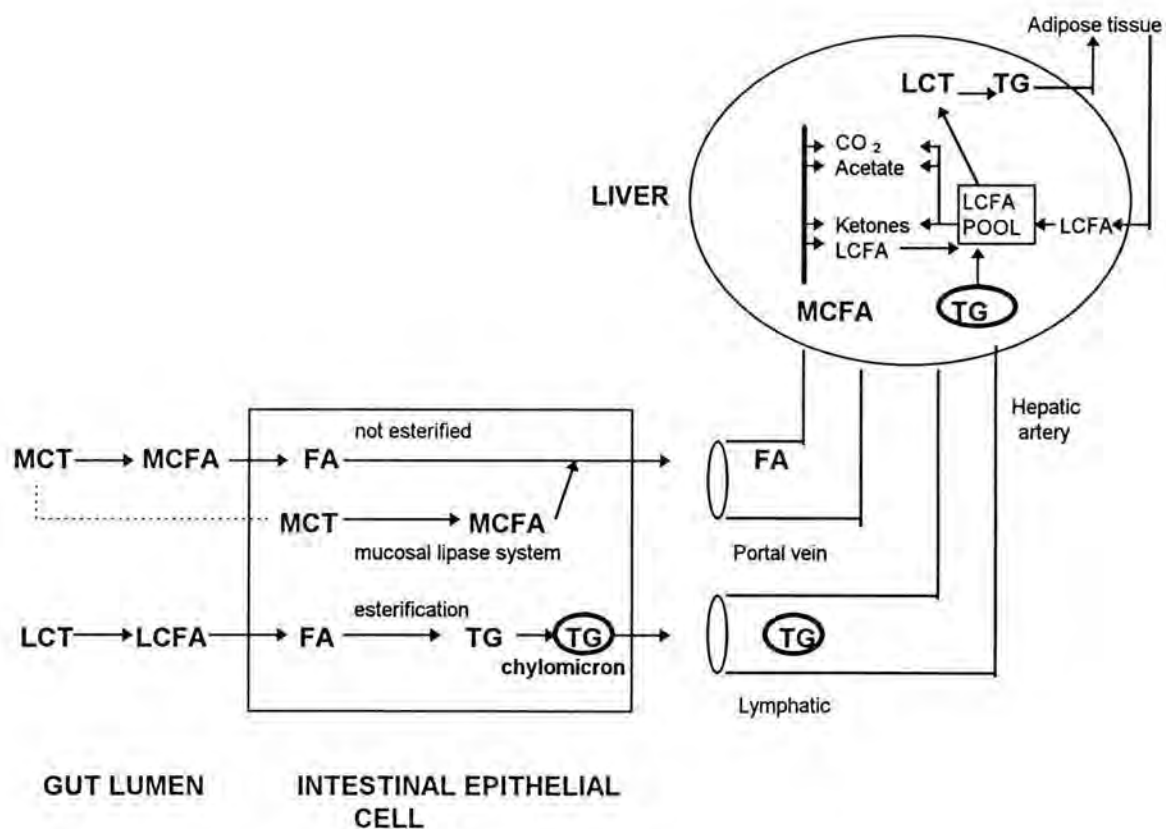 Adipose tissue
LCT TG
CO 2
Acetate
LIVER
LCFA
POOL
Ketones
LCFA
LCFA
MCFA
TG
Hepatic
artery
not esterified
MCT MCFA FA FA
MCT MCFA
mucosal lipase system
Portal vein
esterification
LCT LCFA FA TG TG TG
chylomicron
Lymphatic
GUT LUMEN
INTESTINAL EPITHELIAL
CELL